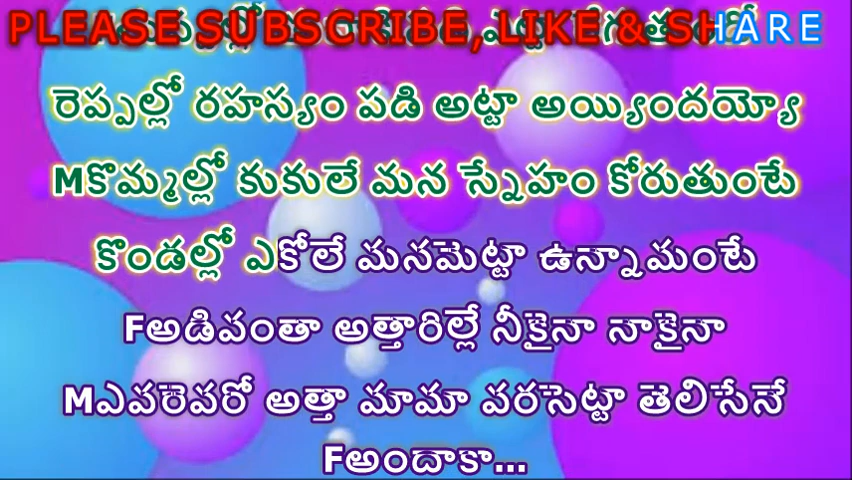 PLEASE SUBSCRIBE, LIKE & SHARE
రెప్పల్లో రహస్యం పడి అట్టా అయ్యిందయ్యో
Mకొమ్మల్లో కుకులే మన స్నేహం కోరుతుంటే
కొండల్లో ఎకోలే మనమెట్టా ఉన్నామంటే
Fఅడివంతా అత్తారిల్లే నీకైనా నాకైనా
Mఎవరెవరో అత్తా మామా వరసెట్టా తెలిసేనే
Fఅందాకా...